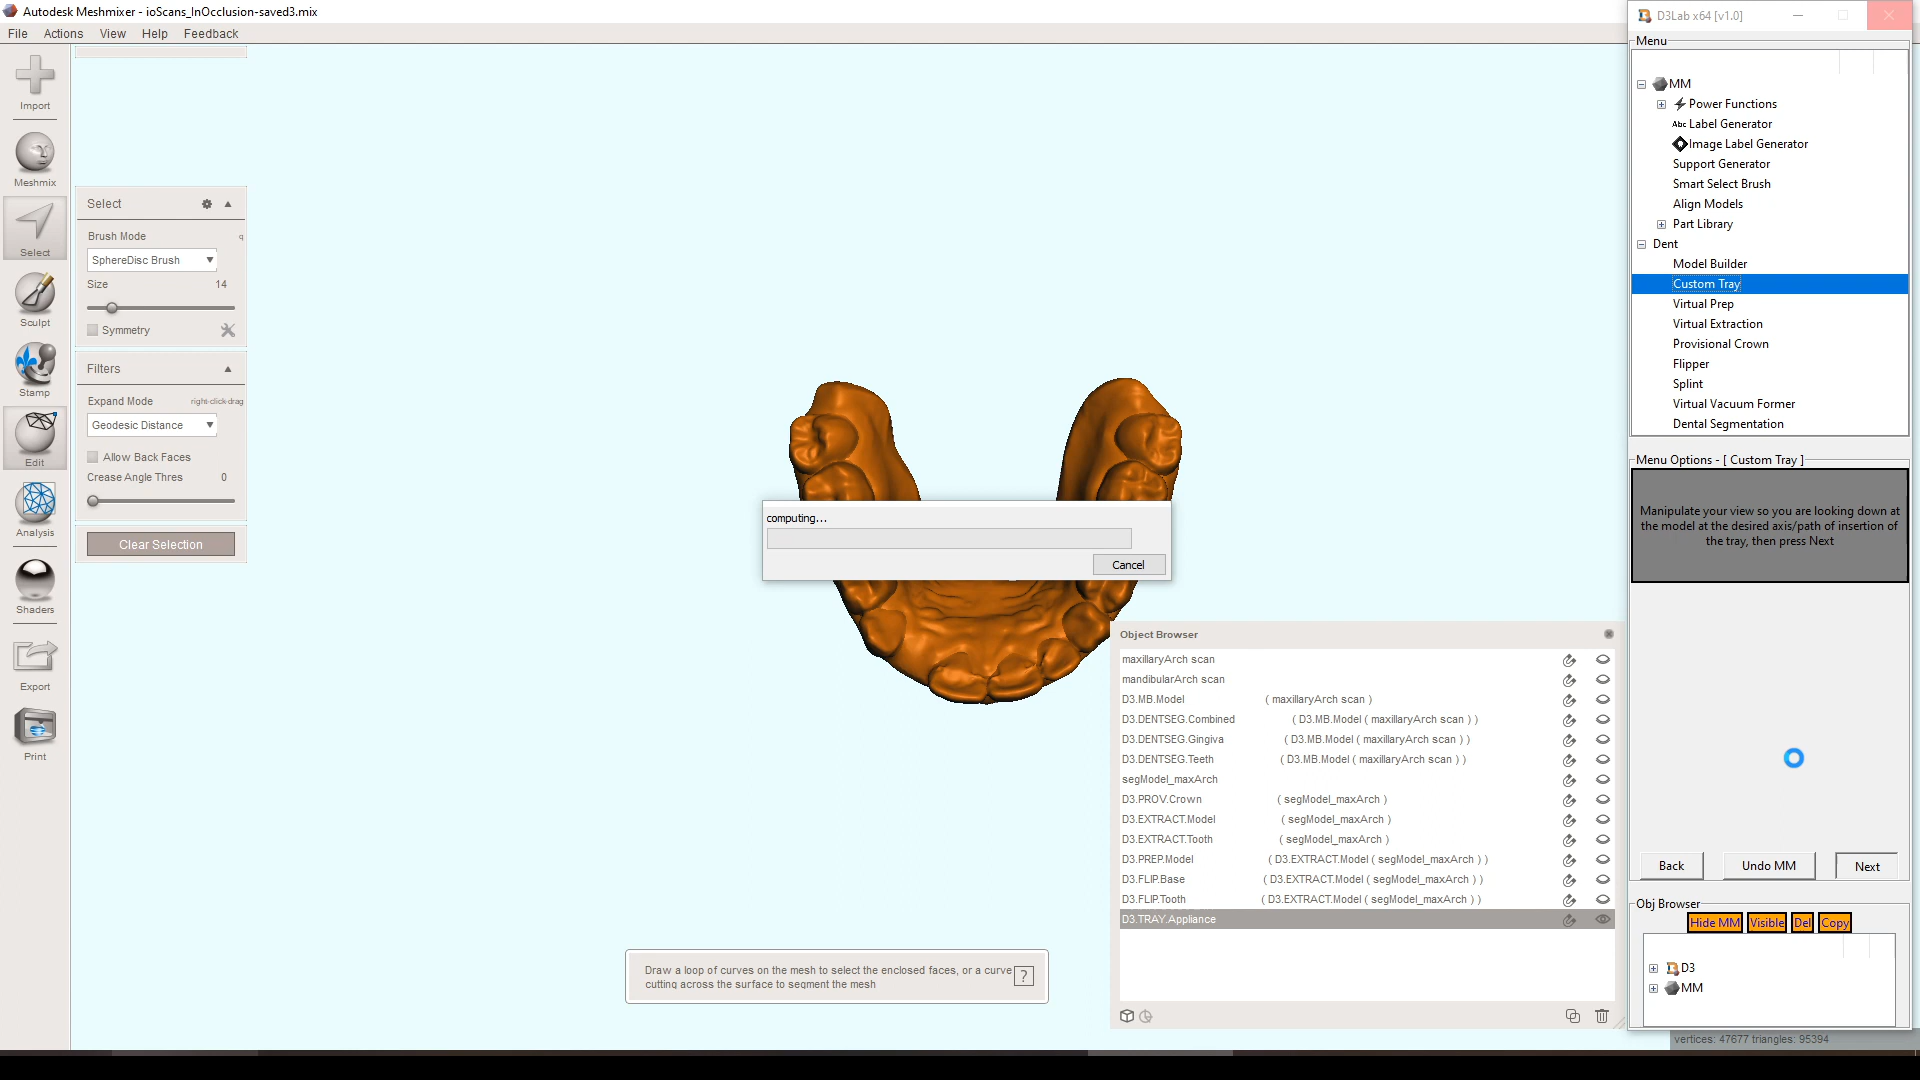 Autodesk Meshmixer - ioScans_InOcclusion-saved3.mix
File Actions View Help Feedback
Import
Meshmix
Select
Sculpt
Stamp
Edit
Analysis
Shaders
Export
Print
Select
Brush Mode q
SphereDisc Brush
Size 14
Symmetry
Filters
Expand Mode right-click-drag
Geodesic Distance
Allow Back Faces
Crease Angle Thres 0
Clear Selection
computing...
Cancel
Draw a loop of curves on the mesh to select the enclosed faces, or a curve
cutting across the surface to segment the mesh
?
Object Browser
maxillaryArch scan
mandibularArch scan
D3.MB.Model ( maxillaryArch scan )
D3.DENTSEG.Combined ( D3.MB.Model ( maxillaryArch scan ) )
D3.DENTSEG.Gingiva ( D3.MB.Model ( maxillaryArch scan ) )
D3.DENTSEG.Teeth ( D3.MB.Model ( maxillaryArch scan ) )
segModel_maxArch
D3.PROV.Crown ( segModel_maxArch )
D3.EXTRACT.Model ( segModel_maxArch )
D3.EXTRACT.Tooth ( segModel_maxArch )
D3.PREP.Model ( D3.EXTRACT.Model ( segModel_maxArch ) )
D3.FLIP.Base ( D3.EXTRACT.Model ( segModel_maxArch ) )
D3.FLIP.Tooth ( D3.EXTRACT.Model ( segModel_maxArch ) )
D3.TRAY.Appliance
D3Lab x64 [v1.0]
Menu
MM
Power Functions
Abc Label Generator
Image Label Generator
Support Generator
Smart Select Brush
Align Models
Part Library
Dent
Model Builder
Custom Tray
Virtual Prep
Virtual Extraction
Provisional Crown
Flipper
Splint
Virtual Vacuum Former
Dental Segmentation
Menu Options - [ Custom Tray ]
Manipulate your view so you are looking down at
the model at the desired axis/path of insertion of
the tray, then press Next
Back Undo MM Next
Obj Browser
Hide MM Visible Del Copy
D3
MM
vertices: 47677 triangles: 95394